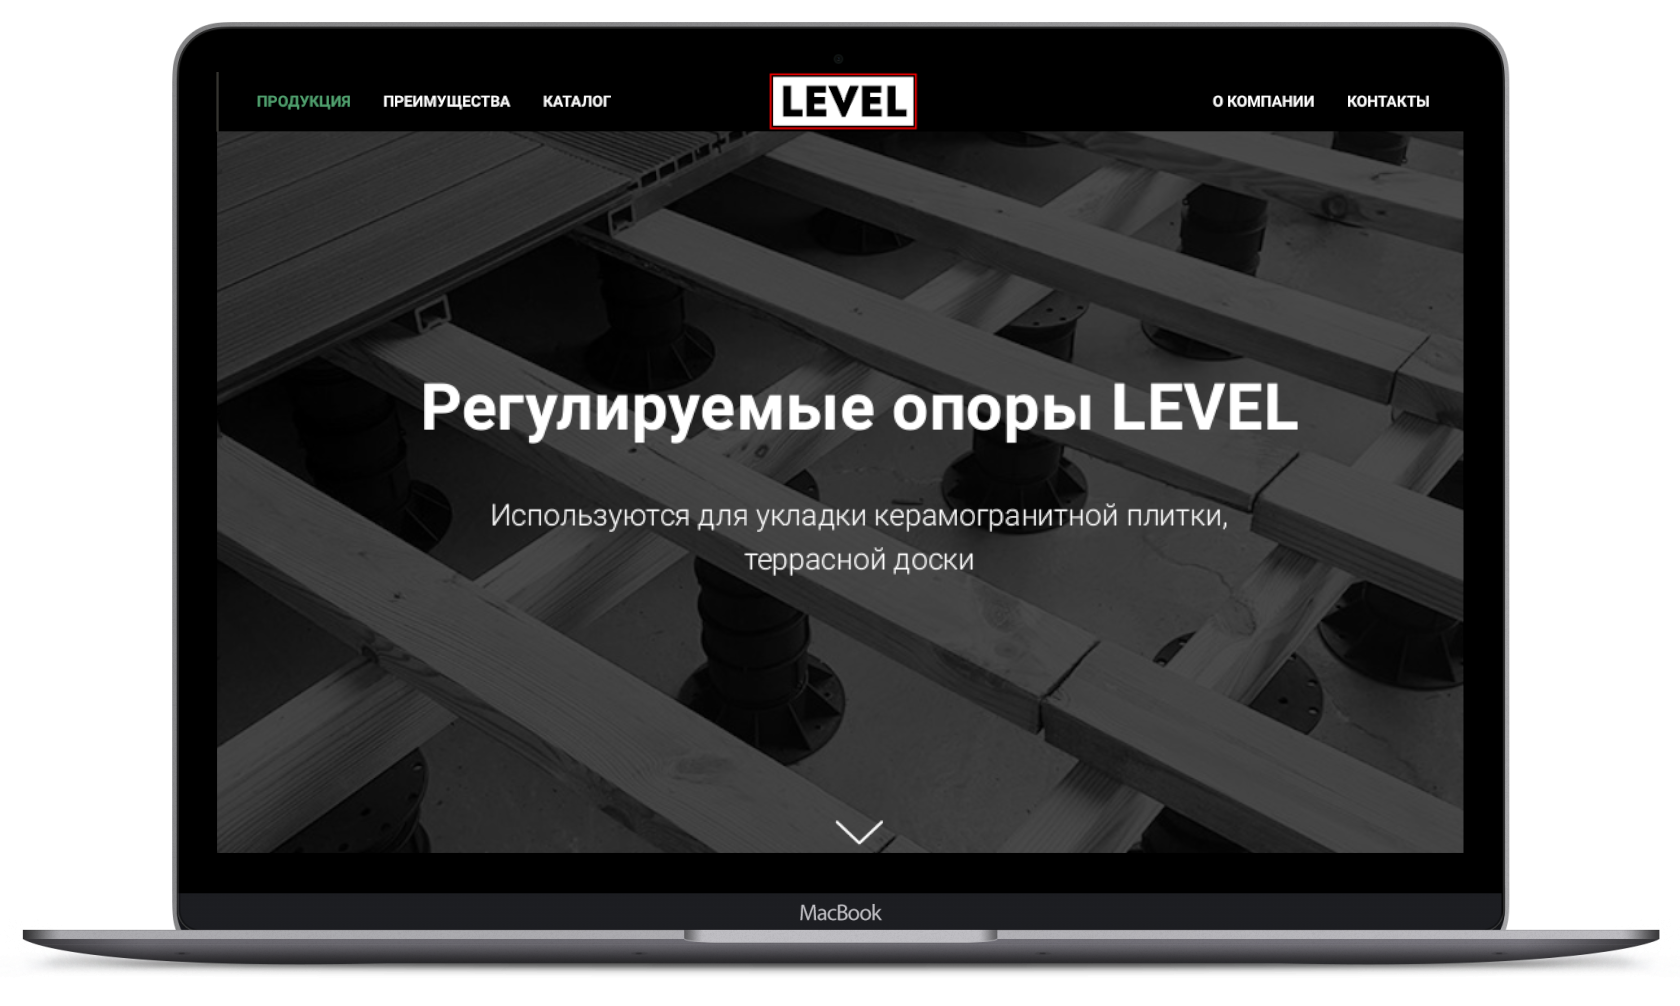 ПРОДУКЦИЯ ПРЕИМУЩЕСТВА КАТАЛОГ LEVEL О КОМПАНИИ КОНТАКТЫ
Регулируемые опоры LEVEL
Используются для укладки керамогранитной плитки,
террасной доски
MacBook